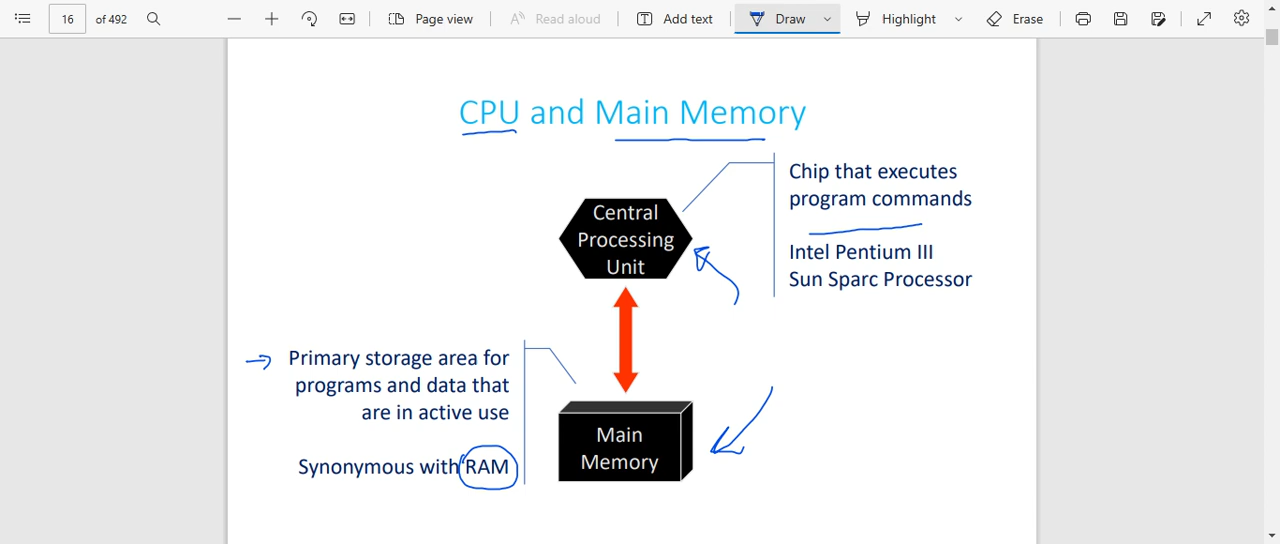 16 of 492 Page view Read aloud Add text Draw Highlight Erase
CPU and Main Memory
Chip that executes
program commands
Intel Pentium III
Sun Sparc Processor
Central
Processing
Unit
Primary storage area for
programs and data that
are in active use
Synonymous with RAM
Main
Memory